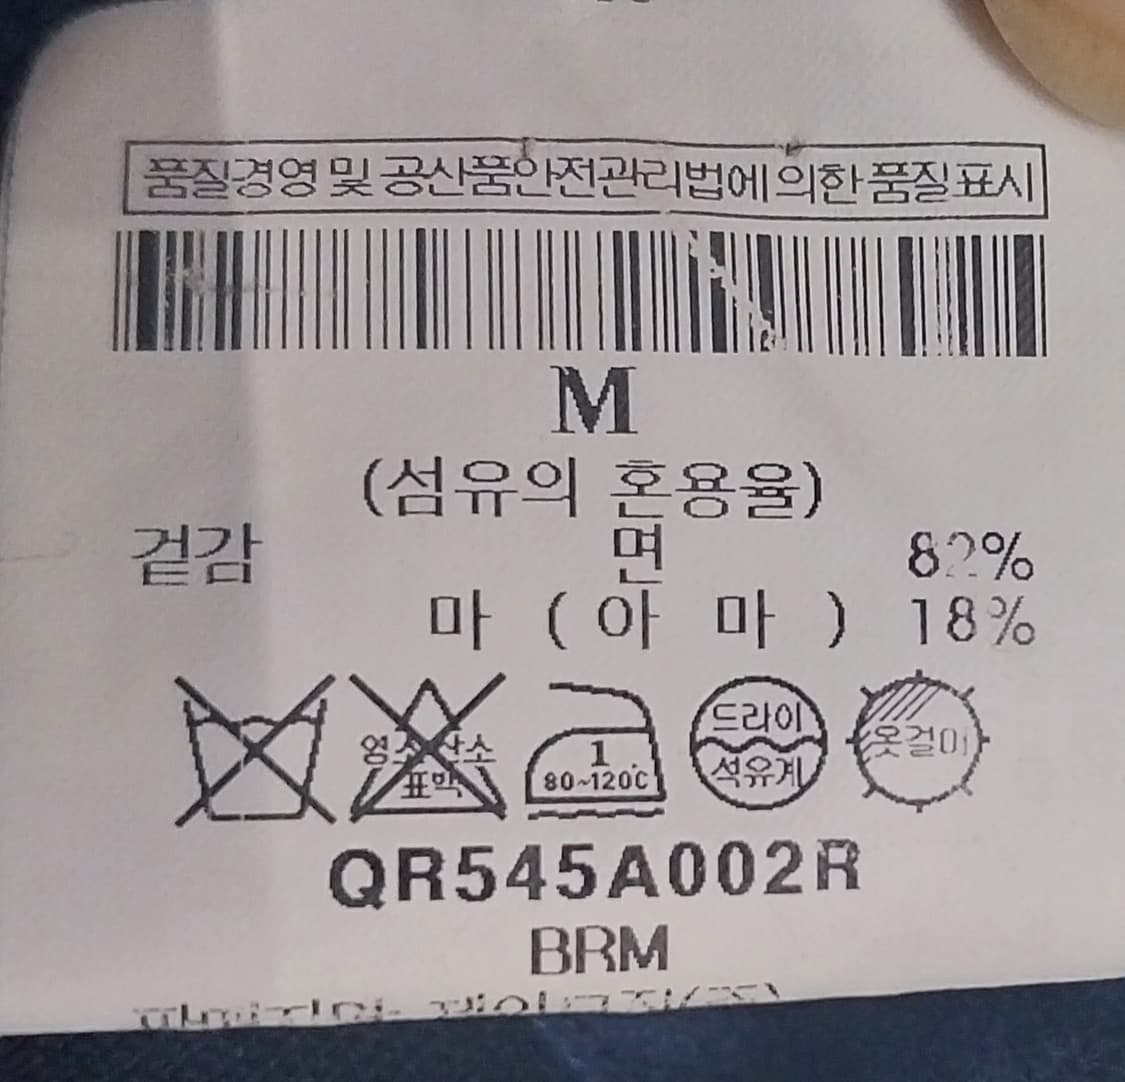 품질경영 및 공산품안전관리법에 의한 품질표시
M
(섬유의 혼용율)
겉감 면 82%
마 ( 아 마 ) 18%
염소 산소
표백
1
80~120℃
드라이
석유계
옷걸이
QR545A002R
BRM